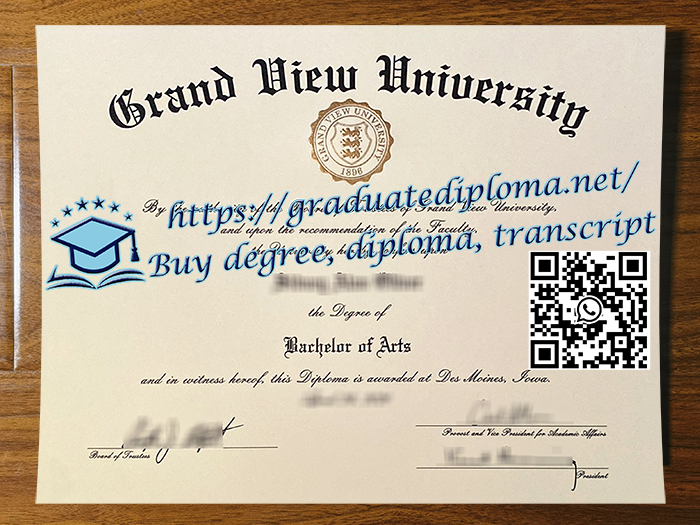 Grand View University
GRAND VIEW UNIVERSITY
1896
https://graduatediploma.net/
Buy degree, diploma, transcript
By the Grand View University,
and upon the recommendation of the Faculty,
the Degree of
Bachelor of Arts
and in witness hereof, this Diploma is awarded at Des Moines, Iowa.
Board of Trustees
Provost and Vice President for Academic Affairs
President